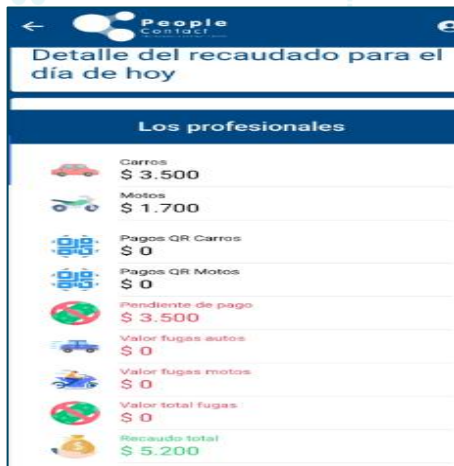 People
Contact
Detalle del recaudado para el
día de hoy
Los profesionales
Carros
$ 3.500
Motos
$ 1.700
Pagos QR Carros
$ 0
Pagos QR Motos
$ 0
Pendiente de pago
$ 3.500
Valor fugas autos
$ 0
Valor fugas motos
$ 0
Valor total fugas
$ 0
Recaudo total
$ 5.200